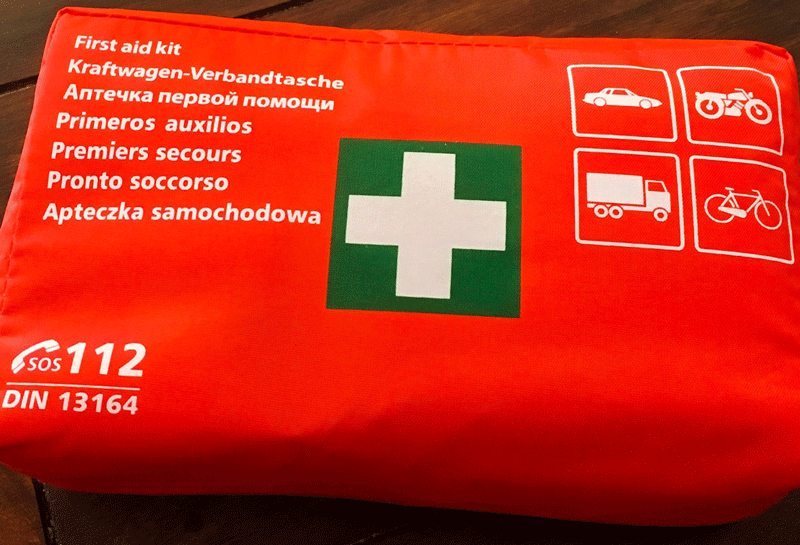 First aid kit
Kraftwagen-Verbandtasche
Аптечка первой помощи
Primeros auxilios
Premiers secours
Pronto soccorso
Apteczka samochodowa
SOS 112
DIN 13164